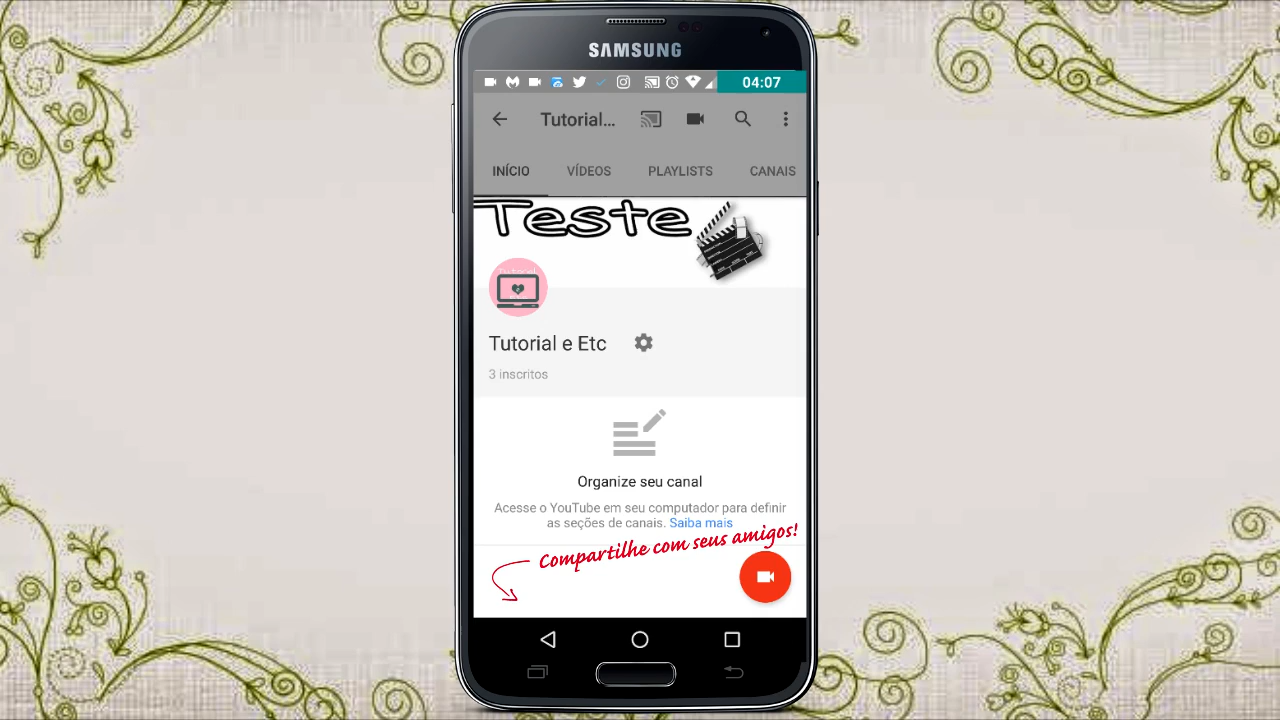 SAMSUNG
04:07
Tutorial...
INÍCIO
VÍDEOS
PLAYLISTS
CANAIS
Teste
Tutorial
Tutorial e Etc
3 inscritos
Organize seu canal
Acesse o YouTube em seu computador para definir
as seções de canais. Saiba mais
Compartilhe com seus amigos!